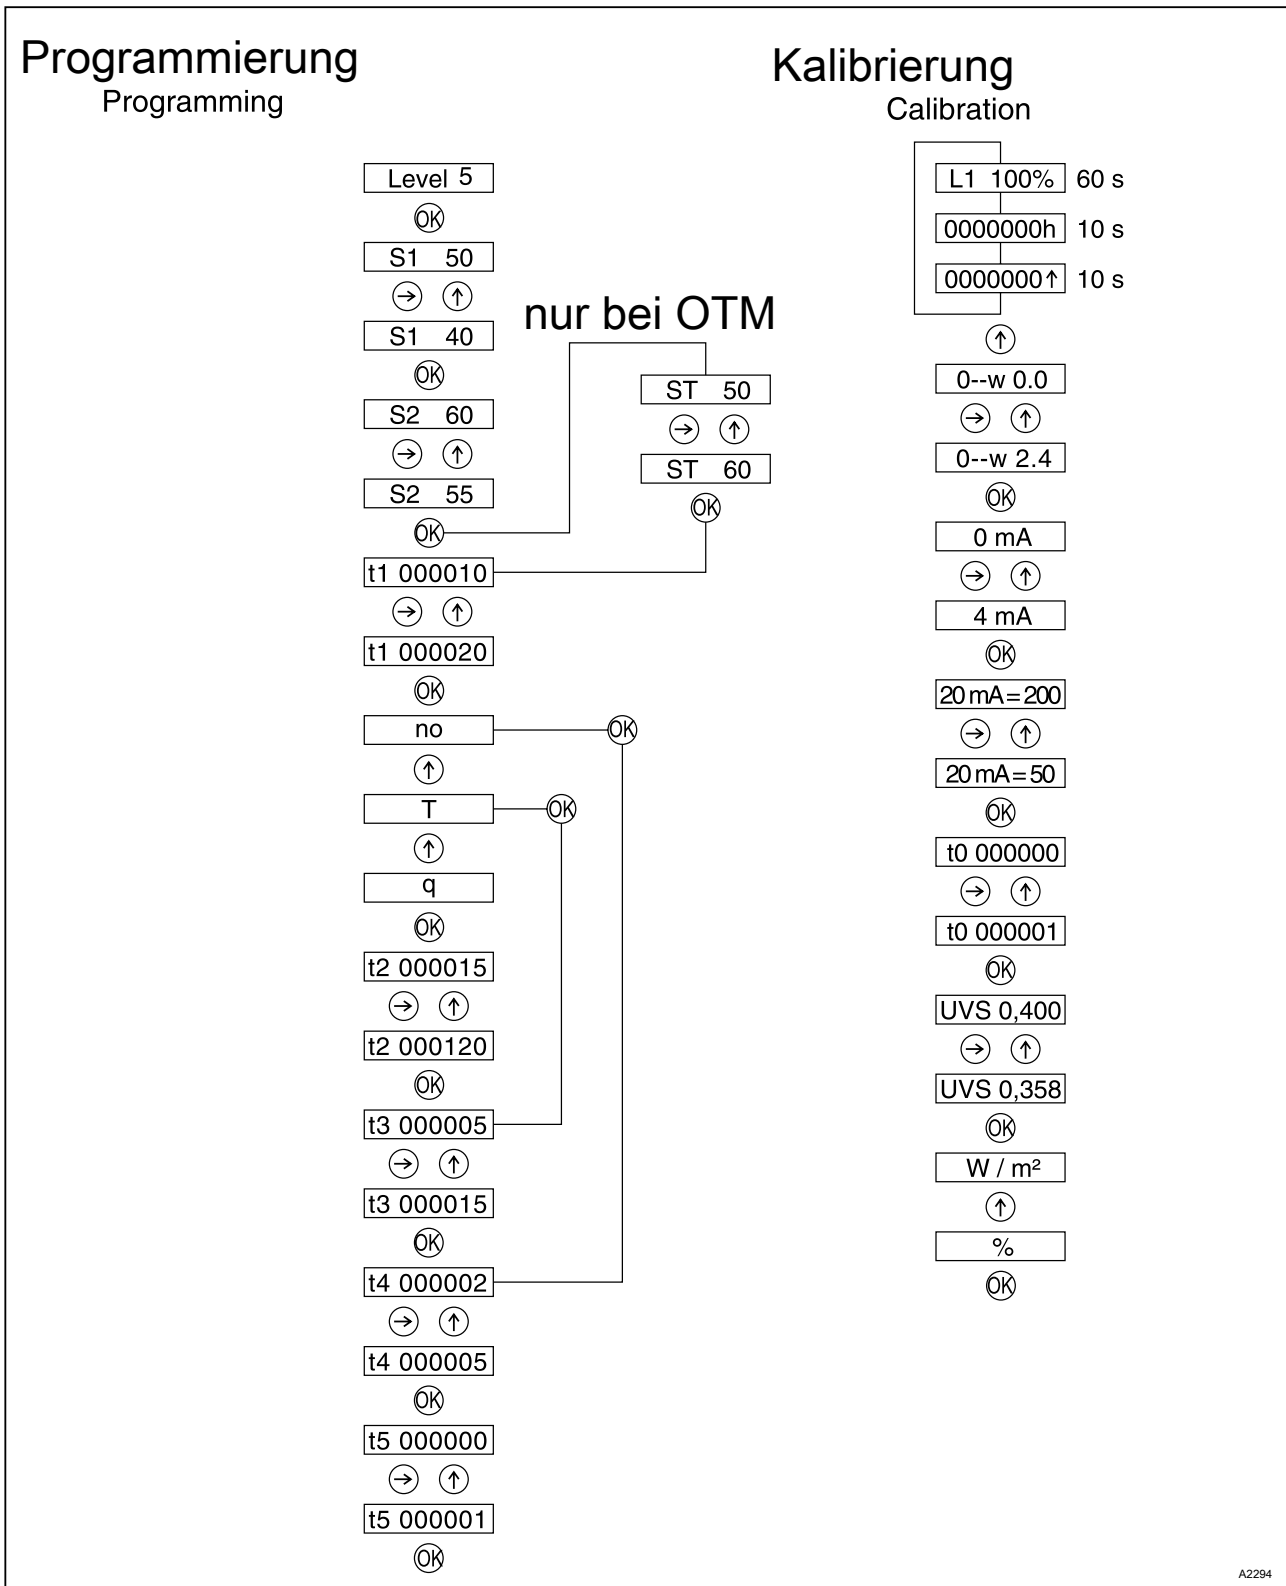 Programmierung
Programming
Level 5
OK
S1 50
→ ↑
S1 40
OK
S2 60
→ ↑
S2 55
OK
t1 000010
→ ↑
t1 000020
OK
no
OK
↑
T
OK
↑
q
OK
t2 000015
→ ↑
t2 000120
OK
t3 000005
→ ↑
t3 000015
OK
t4 000002
→ ↑
t4 000005
OK
t5 000000
→ ↑
t5 000001
OK
nur bei OTM
ST 50
→ ↑
ST 60
OK
Kalibrierung
Calibration
L1 100% 60 s
0000000h 10 s
0000000↑ 10 s
↑
0--w 0.0
→ ↑
0--w 2.4
OK
0 mA
→ ↑
4 mA
OK
20 mA=200
→ ↑
20 mA=50
OK
t0 000000
→ ↑
t0 000001
OK
UVS 0,400
→ ↑
UVS 0,358
OK
W / m²
↑
%
OK
A2294